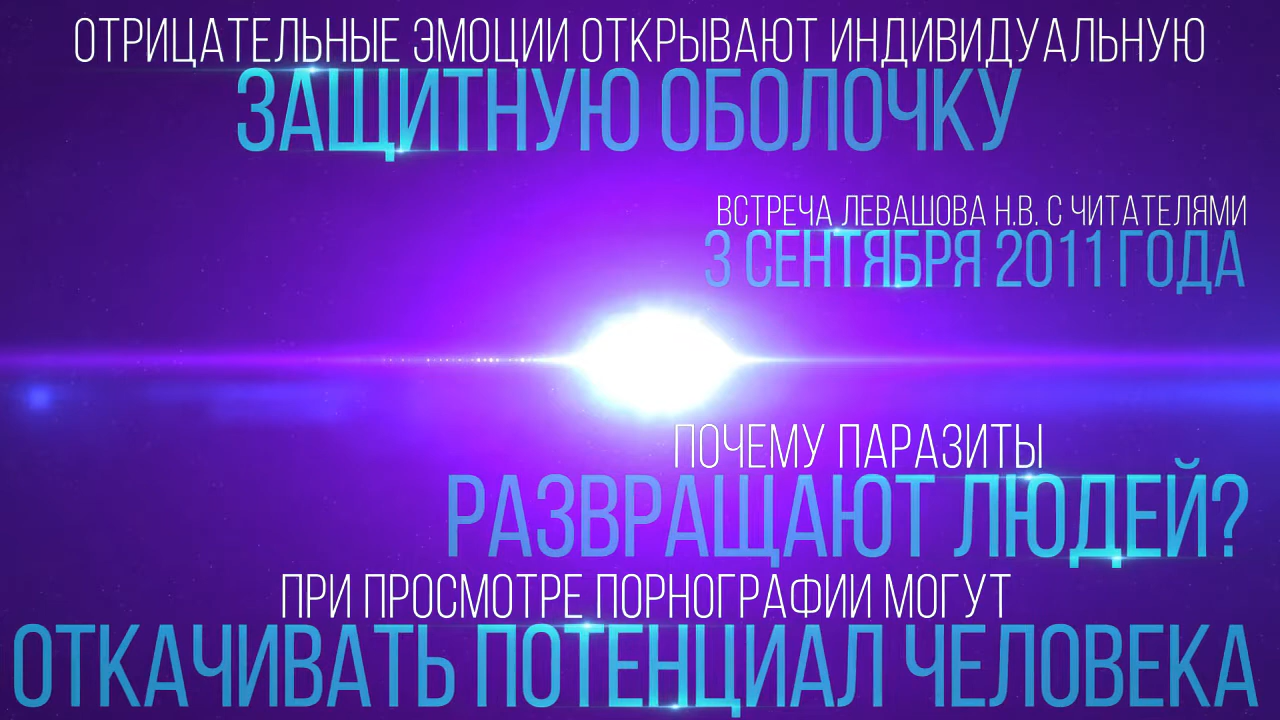 ОТРИЦАТЕЛЬНЫЕ ЭМОЦИИ ОТКРЫВАЮТ ИНДИВИДУАЛЬНУЮ
ЗАЩИТНУЮ ОБОЛОЧКУ
ВСТРЕЧА ЛЕВАШОВА Н.В. С ЧИТАТЕЛЯМИ
3 СЕНТЯБРЯ 2011 ГОДА
ПОЧЕМУ ПАРАЗИТЫ
РАЗВРАЩАЮТ ЛЮДЕЙ?
ПРИ ПРОСМОТРЕ ПОРНОГРАФИИ МОГУТ
ОТКАЧИВАТЬ ПОТЕНЦИАЛ ЧЕЛОВЕКА